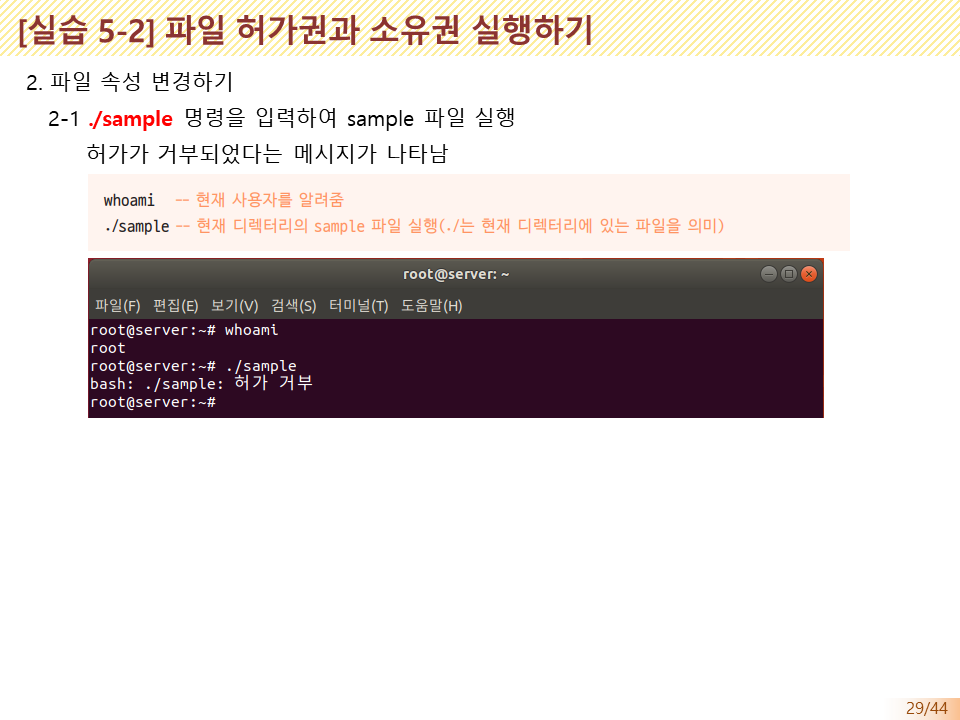 [실습 5-2] 파일 허가권과 소유권 실행하기
2. 파일 속성 변경하기
2-1 ./sample 명령을 입력하여 sample 파일 실행
허가가 거부되었다는 메시지가 나타남
whoami -- 현재 사용자를 알려줌
./sample -- 현재 디렉터리의 sample 파일 실행(./는 현재 디렉터리에 있는 파일을 의미)
root@server: ~
파일(F) 편집(E) 보기(V) 검색(S) 터미널(T) 도움말(H)
root@server:~# whoami
root
root@server:~# ./sample
bash: ./sample: 허가 거부
root@server:~#
29/44